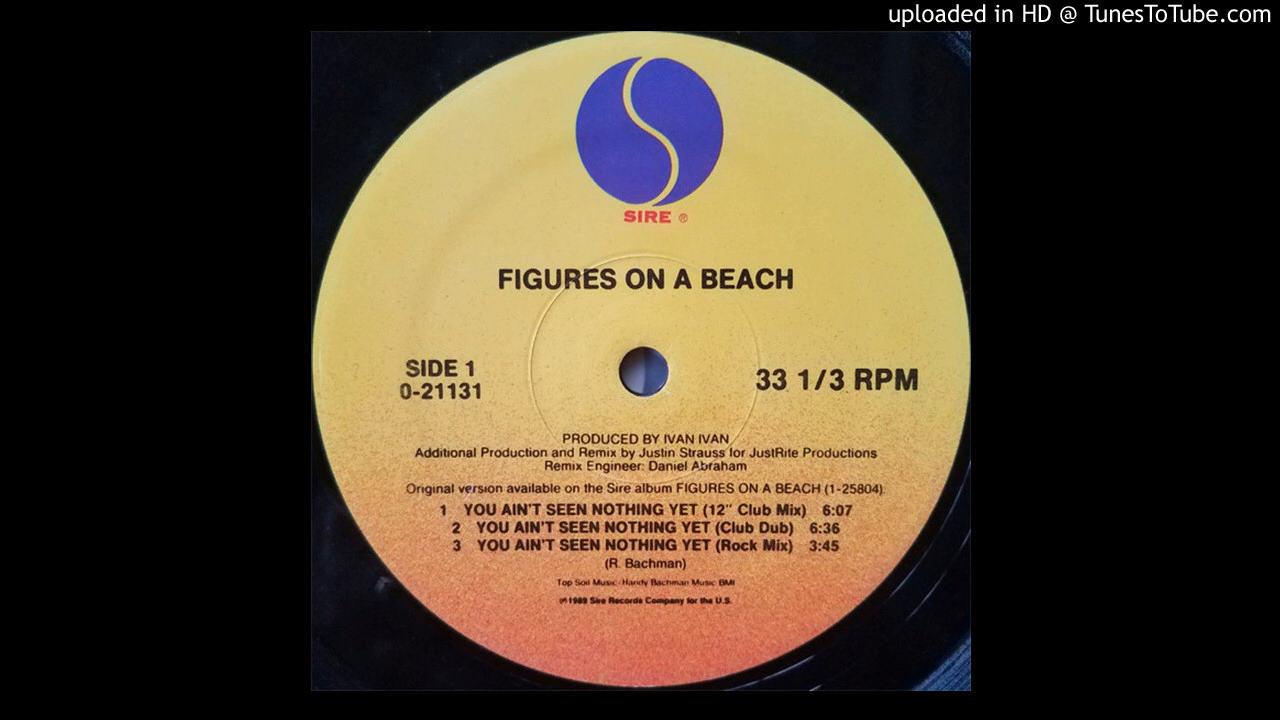 uploaded in HD @ TunesToTube.com
SIRE ®
FIGURES ON A BEACH
SIDE 1
0-21131
33 1/3 RPM
PRODUCED BY IVAN IVAN
Additional Production and Remix by Justin Strauss for JustRite Productions
Remix Engineer: Daniel Abraham
Original version available on the Sire album FIGURES ON A BEACH (1-25804)
1 YOU AIN'T SEEN NOTHING YET (12" Club Mix) 6:07
2 YOU AIN'T SEEN NOTHING YET (Club Dub) 6:36
3 YOU AIN'T SEEN NOTHING YET (Rock Mix) 3:45
(R. Bachman)
Top Soil Music Bachman Music BMI
℗1989 Sire Records Company for the U.S.